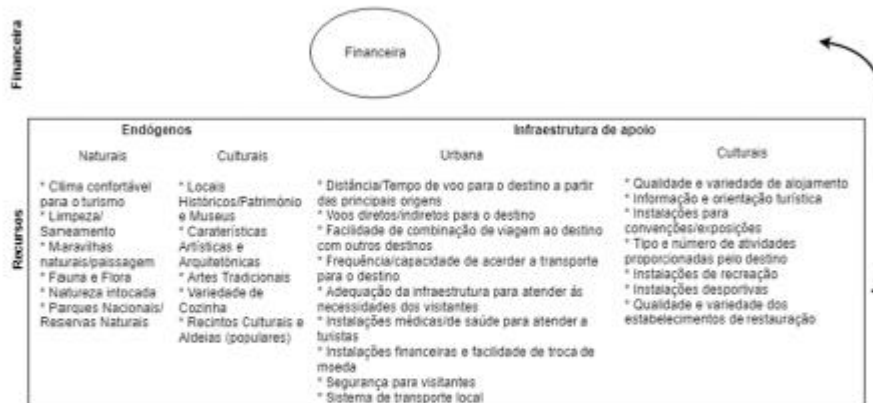 Financeira
Financeira
Recursos
Endógenos
Infraestrutura de apoio
Naturais
Culturais
Urbana
Culturais
* Clima confortável
para o turismo
* Limpeza/
Saneamento
* Maravilhas
naturais/paisagem
* Fauna e Flora
* Natureza intocada
* Parques Nacionais/
Reservas Naturais
* Locais
Históricos/Património
e Museus
* Caraterísticas
Artísticas e
Arquitetónicas
* Artes Tradicionais
* Variedade de
Cozinha
* Recintos Culturais e
Aldeias (populares)
* Distância/Tempo de voo para o destino a partir
das principais origens
* Voos diretos/indiretos para o destino
* Facilidade de combinação de viagem ao destino
com outros destinos
* Frequência/capacidade de acerder a transporte
para o destino
* Adequação da infraestrutura para atender ás
necessidades dos visitantes
* Instalações médicas/de saúde para atender a
turistas
* Instalações financeiras e facilidade de troca de
moeda
* Segurança para visitantes
* Sistema de transporte local
* Qualidade e variedade de alojamento
* Informação e orientação turística
* Instalações para
convenções/exposições
* Tipo e número de atividades
proporcionadas pelo destino
* Instalações de recreação
* Instalações desportivas
* Qualidade e variedade dos
estabelecimentos de restauração